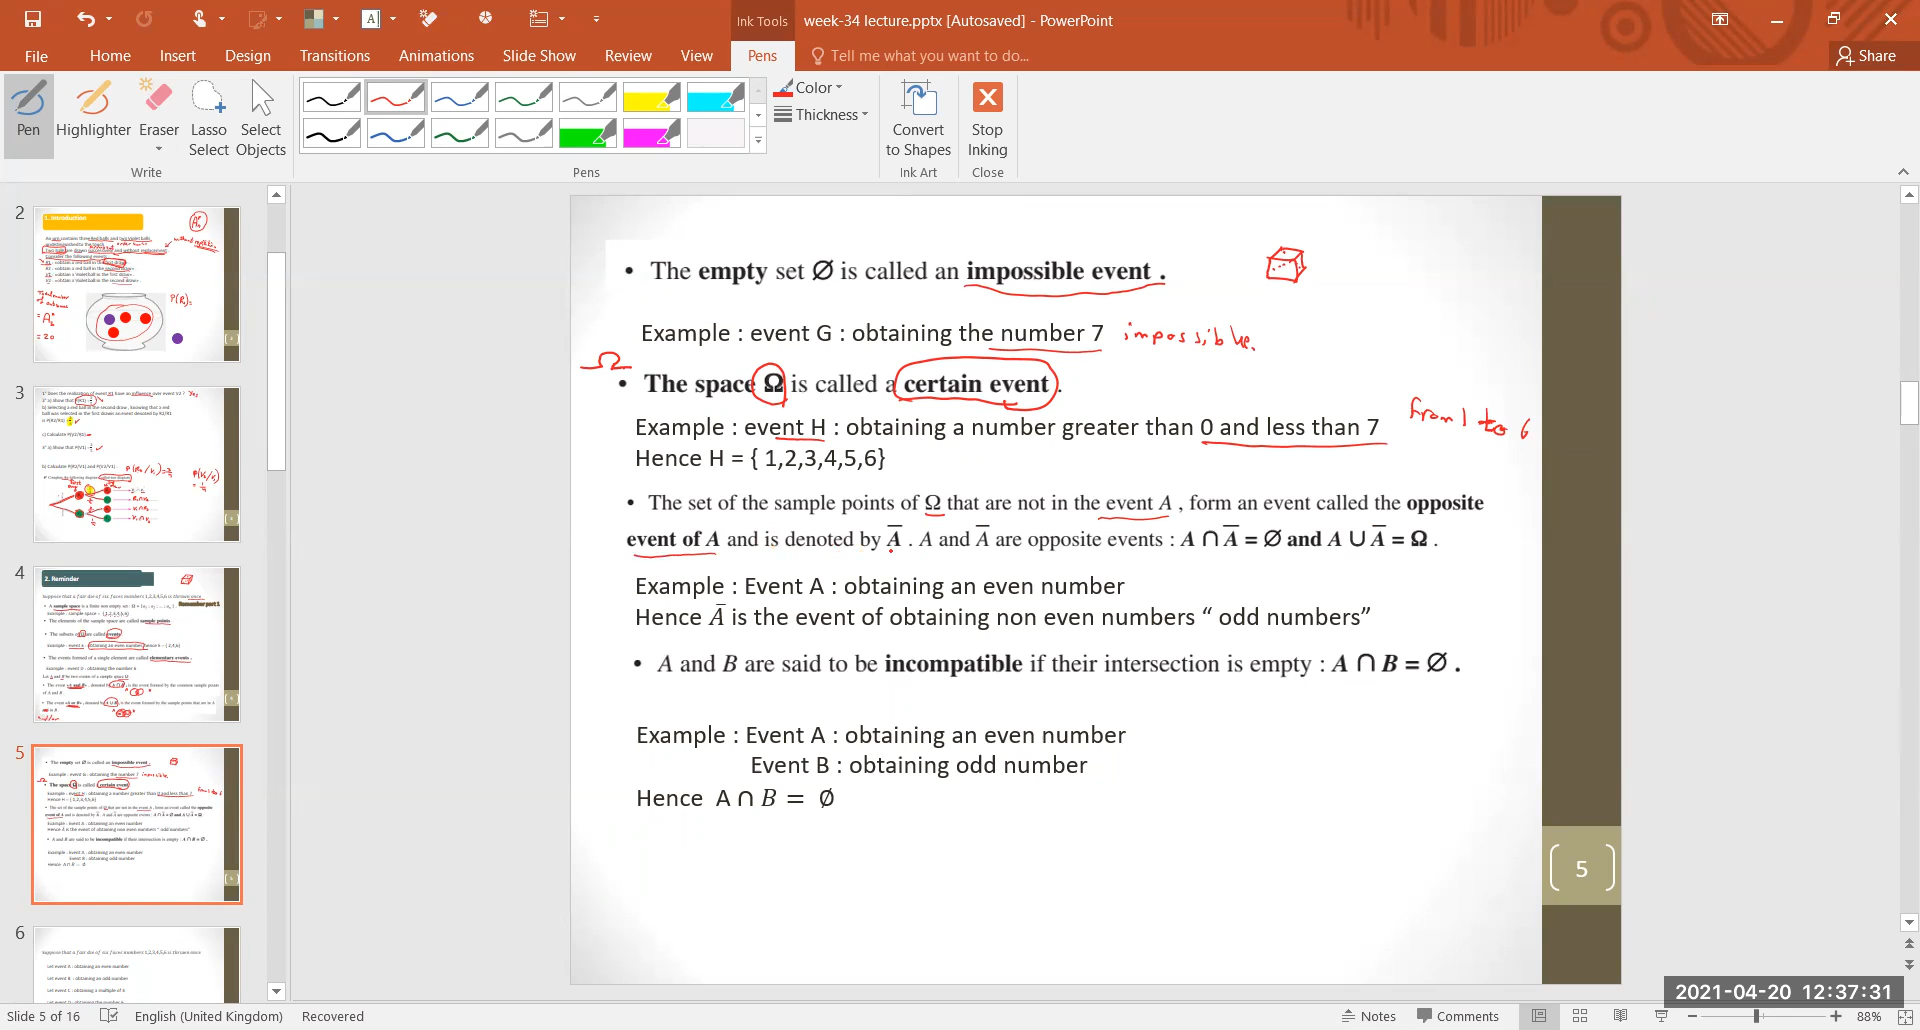 Ink Tools
week-34 lecture.pptx [Autosaved] - PowerPoint
File
Home
Insert
Design
Transitions
Animations
Slide Show
Review
View
Pens
Tell me what you want to do...
Share
Pen
Highlighter
Eraser
Lasso Select
Select Objects
Color
Thickness
Convert to Shapes
Stop Inking
Write
Pens
Ink Art
Close
2
1. Introduction
3
4
2. Reminder
5
6
• The empty set ∅ is called an impossible event .
Example : event G : obtaining the number 7 impossible.
Ω
• The space Ω is called a certain event .
from 1 to 6
Example : event H : obtaining a number greater than 0 and less than 7
Hence H = { 1,2,3,4,5,6}
• The set of the sample points of Ω that are not in the event A , form an event called the opposite
event of A and is denoted by A̅ . A and A̅ are opposite events : A ∩ A̅ = ∅ and A ∪ A̅ = Ω .
Example : Event A : obtaining an even number
Hence A̅ is the event of obtaining non even numbers “ odd numbers”
• A and B are said to be incompatible if their intersection is empty : A ∩ B = ∅ .
Example : Event A : obtaining an even number
Event B : obtaining odd number
Hence A ∩ B = ∅
5
2021-04-20 12:37:31
Slide 5 of 16
English (United Kingdom)
Recovered
Notes
Comments
88%